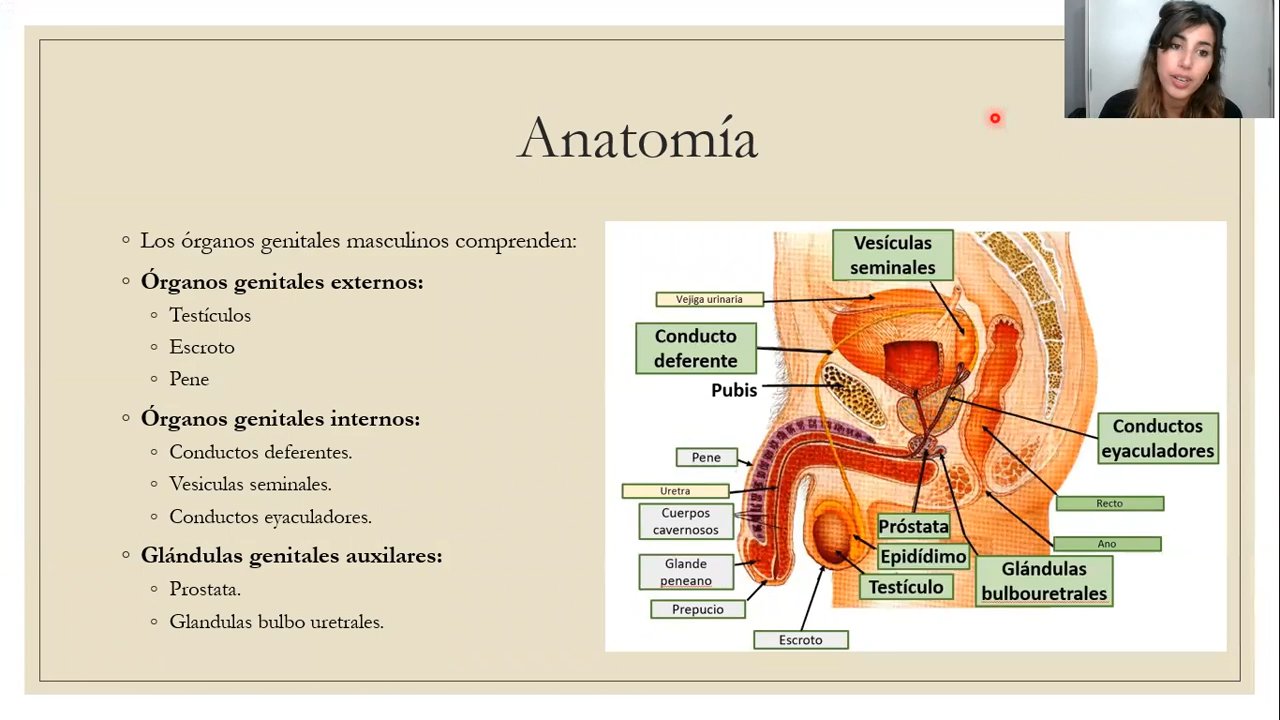 Anatomía
Los órganos genitales masculinos comprenden:
Órganos genitales externos:
Testículos
Escroto
Pene
Órganos genitales internos:
Conductos deferentes.
Vesiculas seminales.
Conductos eyaculadores.
Glándulas genitales auxilares:
Prostata.
Glandulas bulbo uretrales.
Vesículas
seminales
Vejiga urinaria
Conducto
deferente
Pubis
Conductos
eyaculadores
Pene
Uretra
Cuerpos
cavernosos
Recto
Próstata
Ano
Epidídimo
Glande
peneano
Glándulas
bulbouretrales
Testículo
Prepucio
Escroto